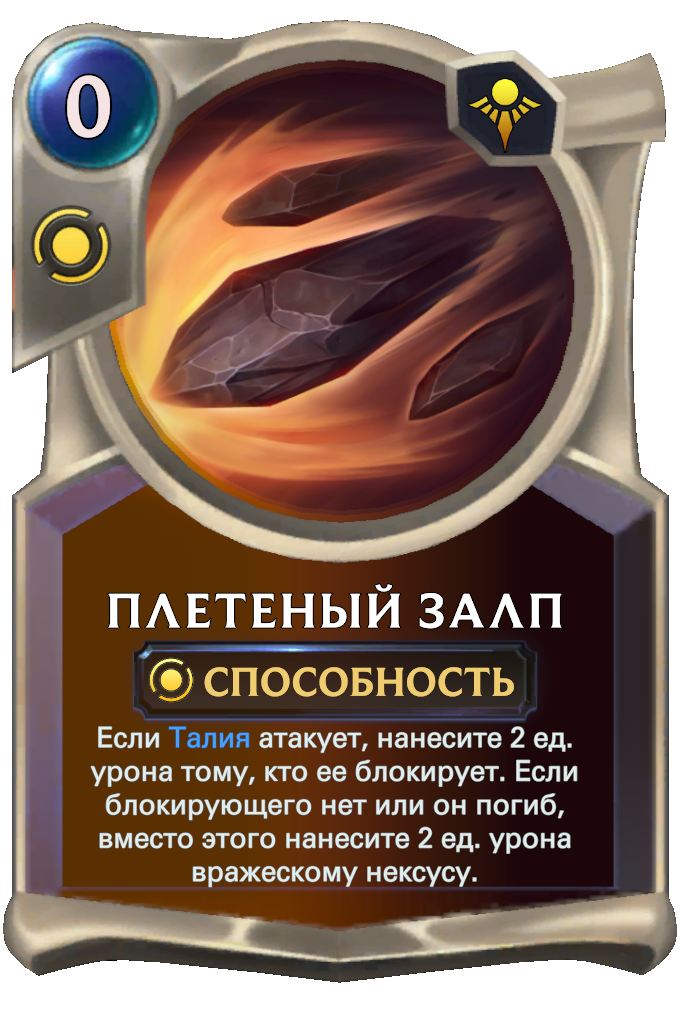 0
ПЛЕТЕНЫЙ ЗАЛП
СПОСОБНОСТЬ
Если Талия атакует, нанесите 2 ед.
урона тому, кто ее блокирует. Если
блокирующего нет или он погиб,
вместо этого нанесите 2 ед. урона
вражескому нексусу.